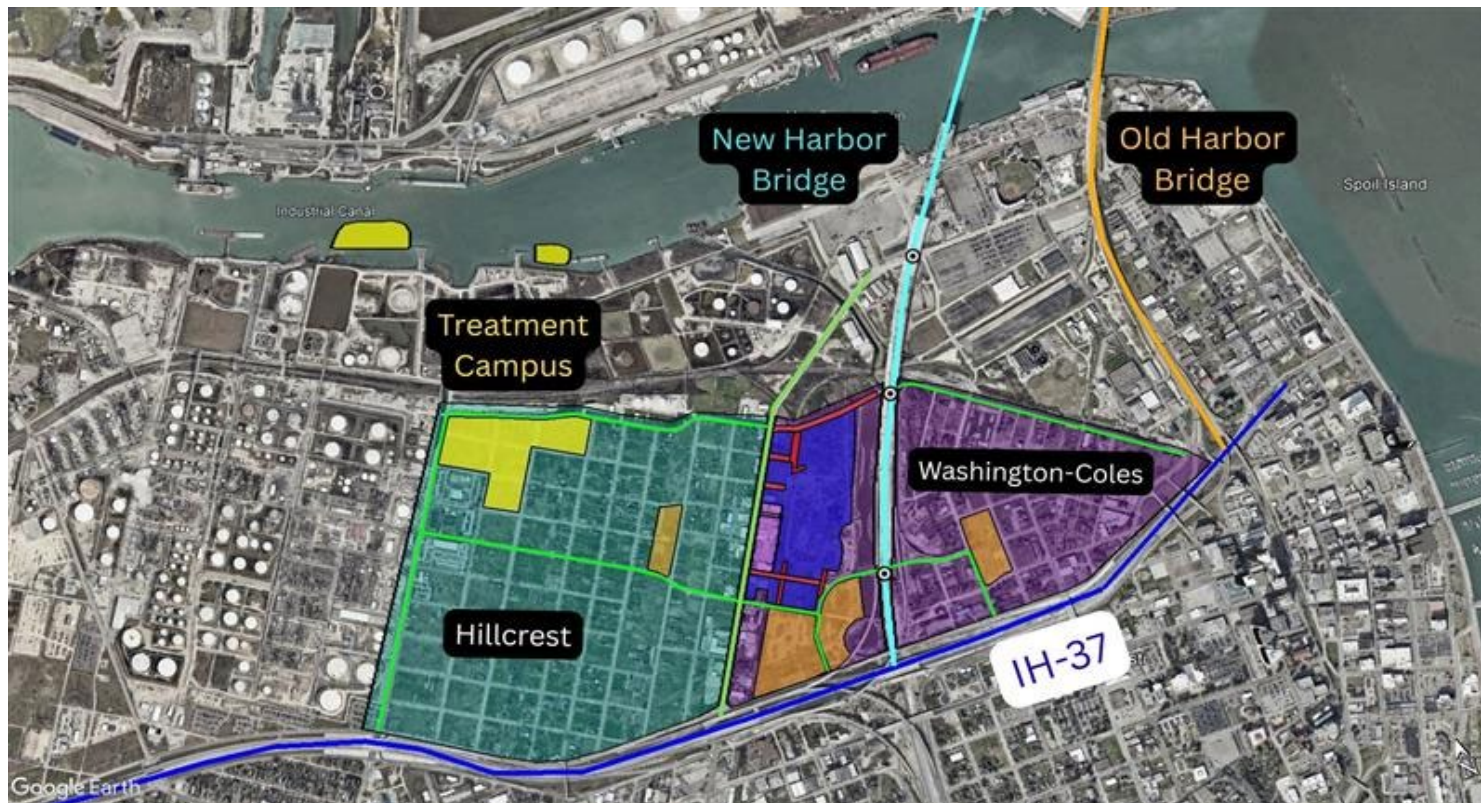 New Harbor
Bridge
Old Harbor
Bridge
Spoil Island
Industrial Canal
Treatment
Campus
Washington-Coles
Hillcrest
IH-37
Google Earth